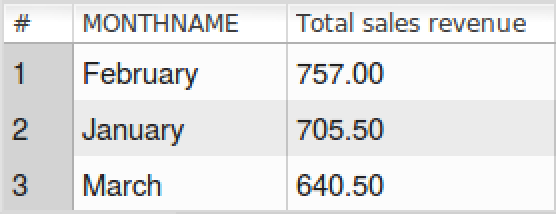 # MONTHNAME Total sales revenue
1 February 757.00
2 January 705.50
3 March 640.50